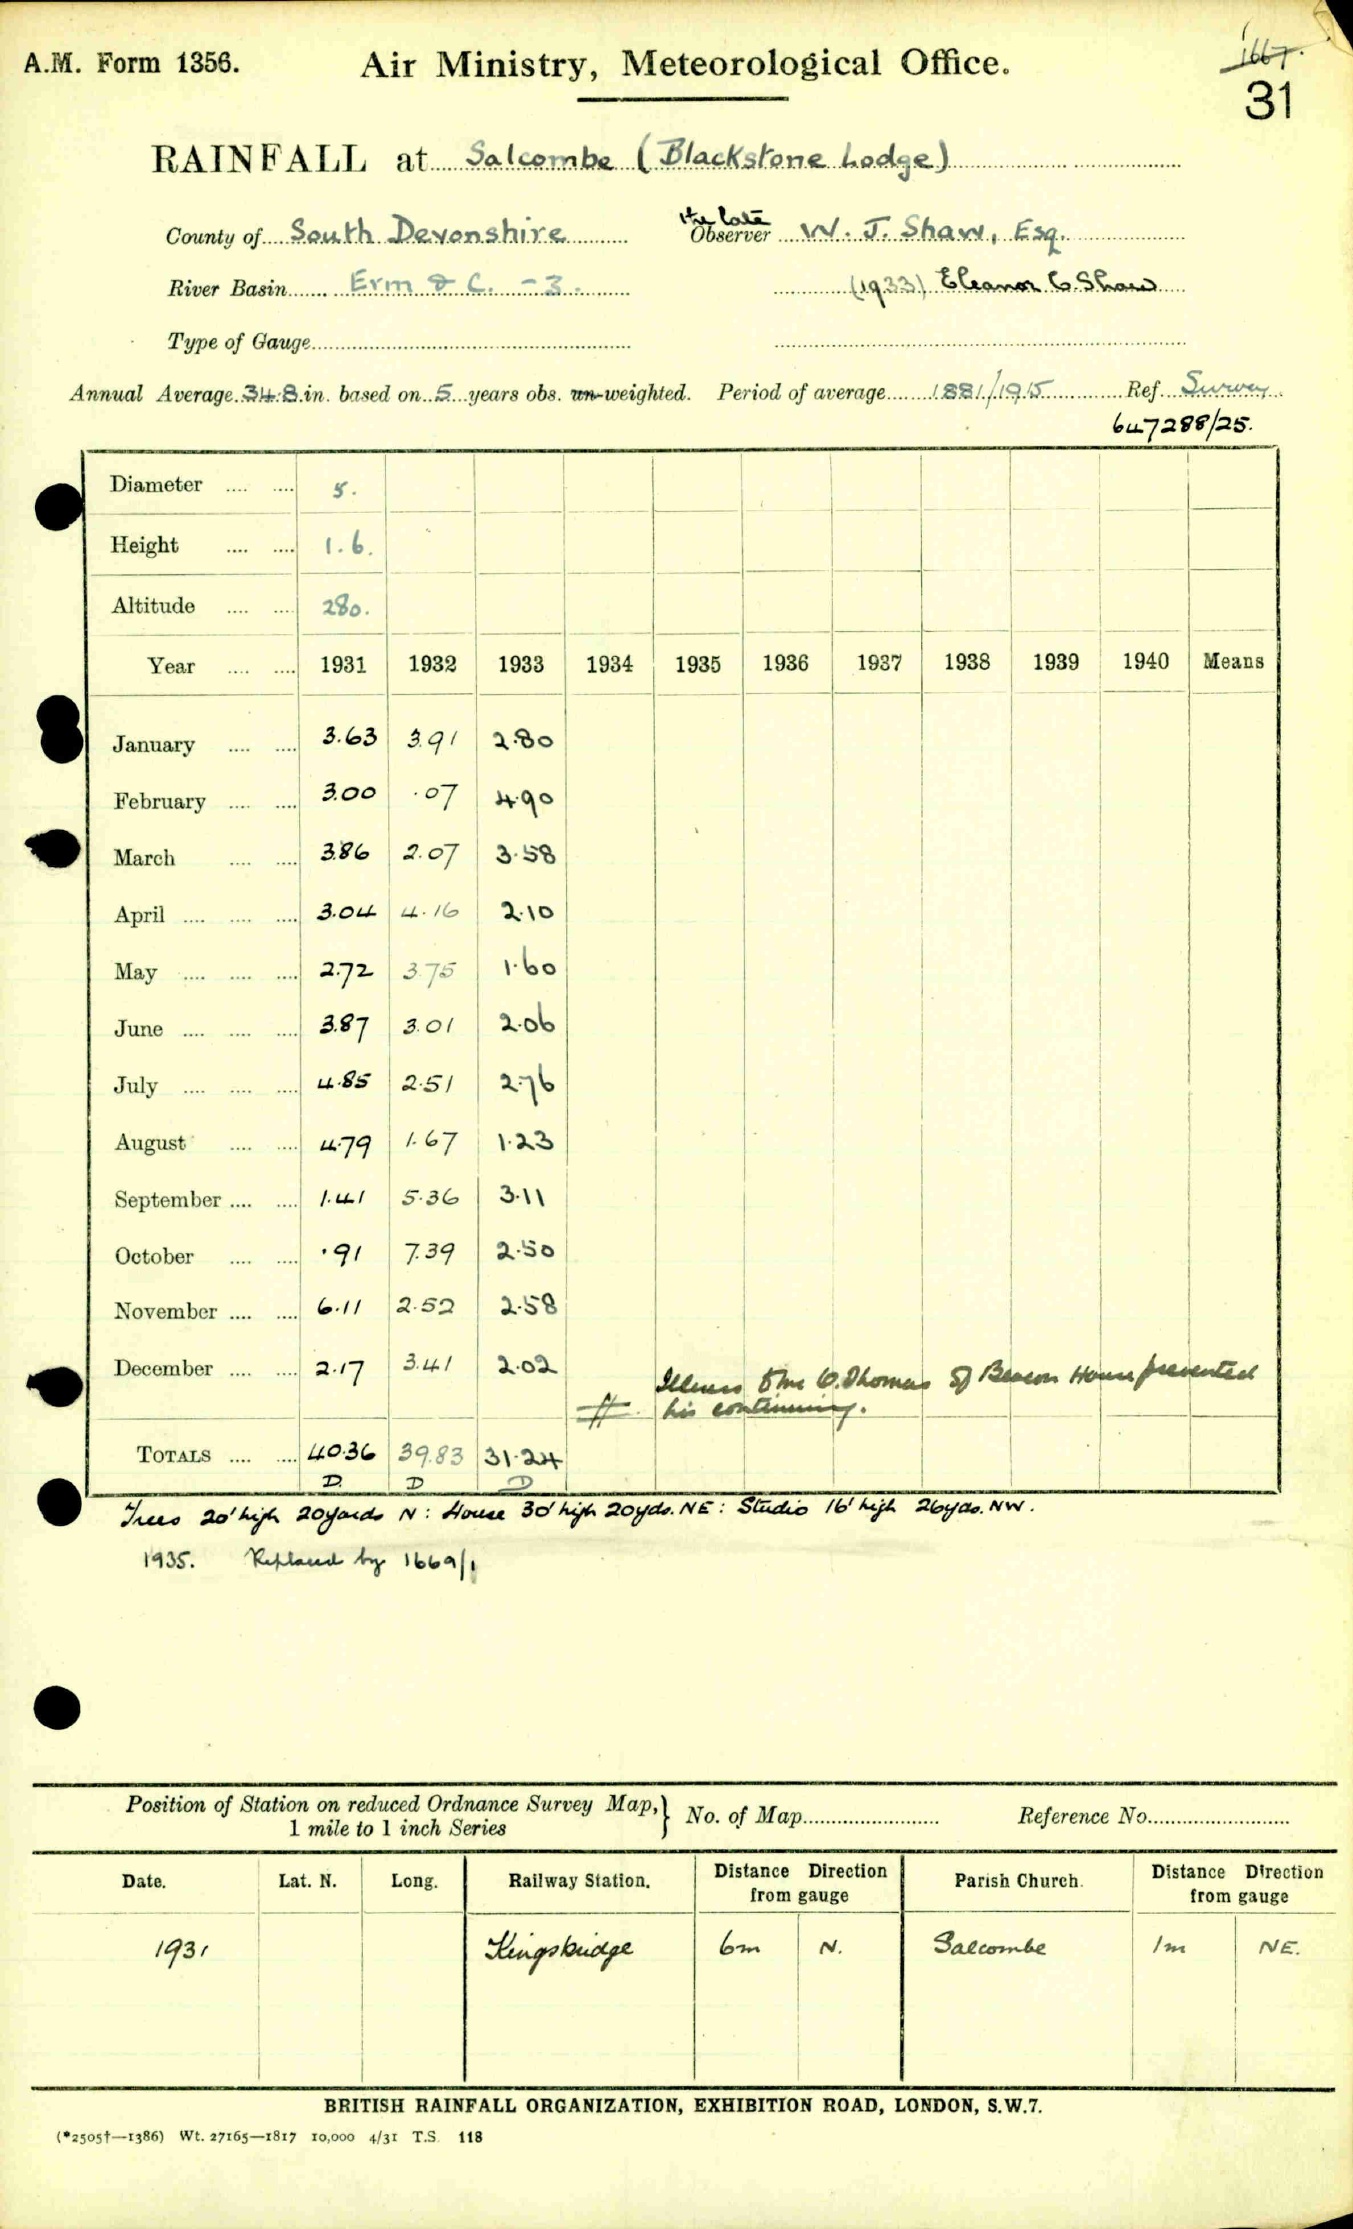 A.M. Form 1356. Air Ministry, Meteorological Office. 1667.
31
RAINFALL at Salcombe (Blackstone Lodge)
County of South Devonshire the late Observer W. J. Shaw, Esq.
River Basin Erm & C. - 3. (1933) Eleanor C. Shaw
Type of Gauge
Annual Average 34.8 in. based on 5 years obs. un-weighted. Period of average 1881/1915 Ref. Survey
647288/25.
Diameter .... .... 5.
Height .... .... 1.6.
Altitude .... .... 280.
Year .... .... 1931 1932 1933 1934 1935 1936 1937 1938 1939 1940 Means
January .... .... 3.63 3.91 2.80
February .... .... 3.00 .07 4.90
March .... .... 3.86 2.07 3.58
April .... .... .... 3.04 4.16 2.10
May .... .... .... 2.72 3.75 1.60
June .... .... .... 3.87 3.01 2.06
July .... .... .... 4.85 2.51 2.76
August .... .... 4.79 1.67 1.23
September .... .... 1.41 5.36 3.11
October .... .... .91 7.39 2.50
November .... .... 6.11 2.52 2.58
December .... .... 2.17 3.41 2.02
Illness of Mr C. Thomas of Beacon House prevented
his continuing.
TOTALS .... .... 40.36 39.83 31.24
D. D D
Trees 20' high 20 yards N : House 30' high 20 yds. NE : Studio 16' high 26 yds. NW.
1935. Replaced by 1669/1
Position of Station on reduced Ordnance Survey Map, } No. of Map Reference No.
1 mile to 1 inch Series
Date. Lat. N. Long. Railway Station. Distance Direction from gauge Parish Church. Distance Direction from gauge
1931 Kingsbridge 6m N. Salcombe 1m NE.
BRITISH RAINFALL ORGANIZATION, EXHIBITION ROAD, LONDON, S.W.7.
(*2505†—1386) Wt. 27165—1817 10,000 4/31 T.S. 118